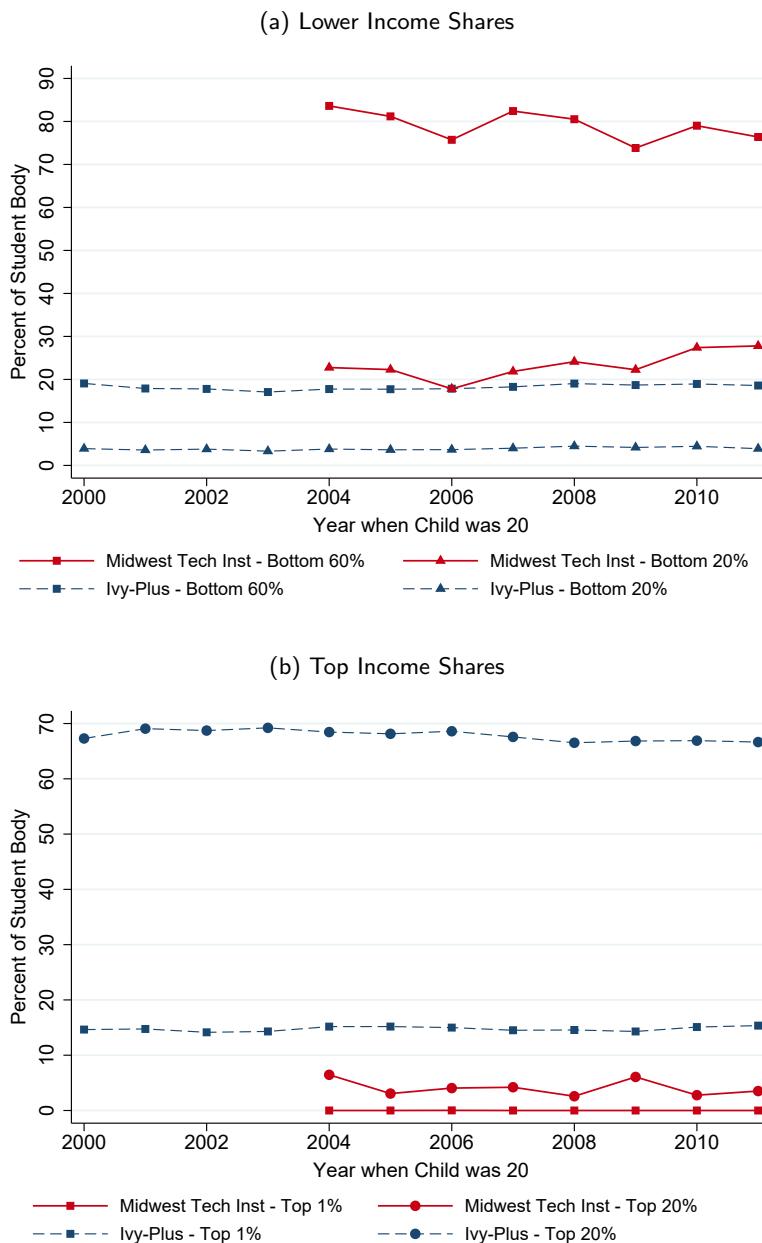 (a) Lower Income Shares
90
80
70
60
50
40
30
20
10
0
Percent of Student Body
2000 2002 2004 2006 2008 2010
Year when Child was 20
Midwest Tech Inst - Bottom 60% Midwest Tech Inst - Bottom 20%
Ivy-Plus - Bottom 60% Ivy-Plus - Bottom 20%
(b) Top Income Shares
70
60
50
40
30
20
10
0
Percent of Student Body
2000 2002 2004 2006 2008 2010
Year when Child was 20
Midwest Tech Inst - Top 1% Midwest Tech Inst - Top 20%
Ivy-Plus - Top 1% Ivy-Plus - Top 20%